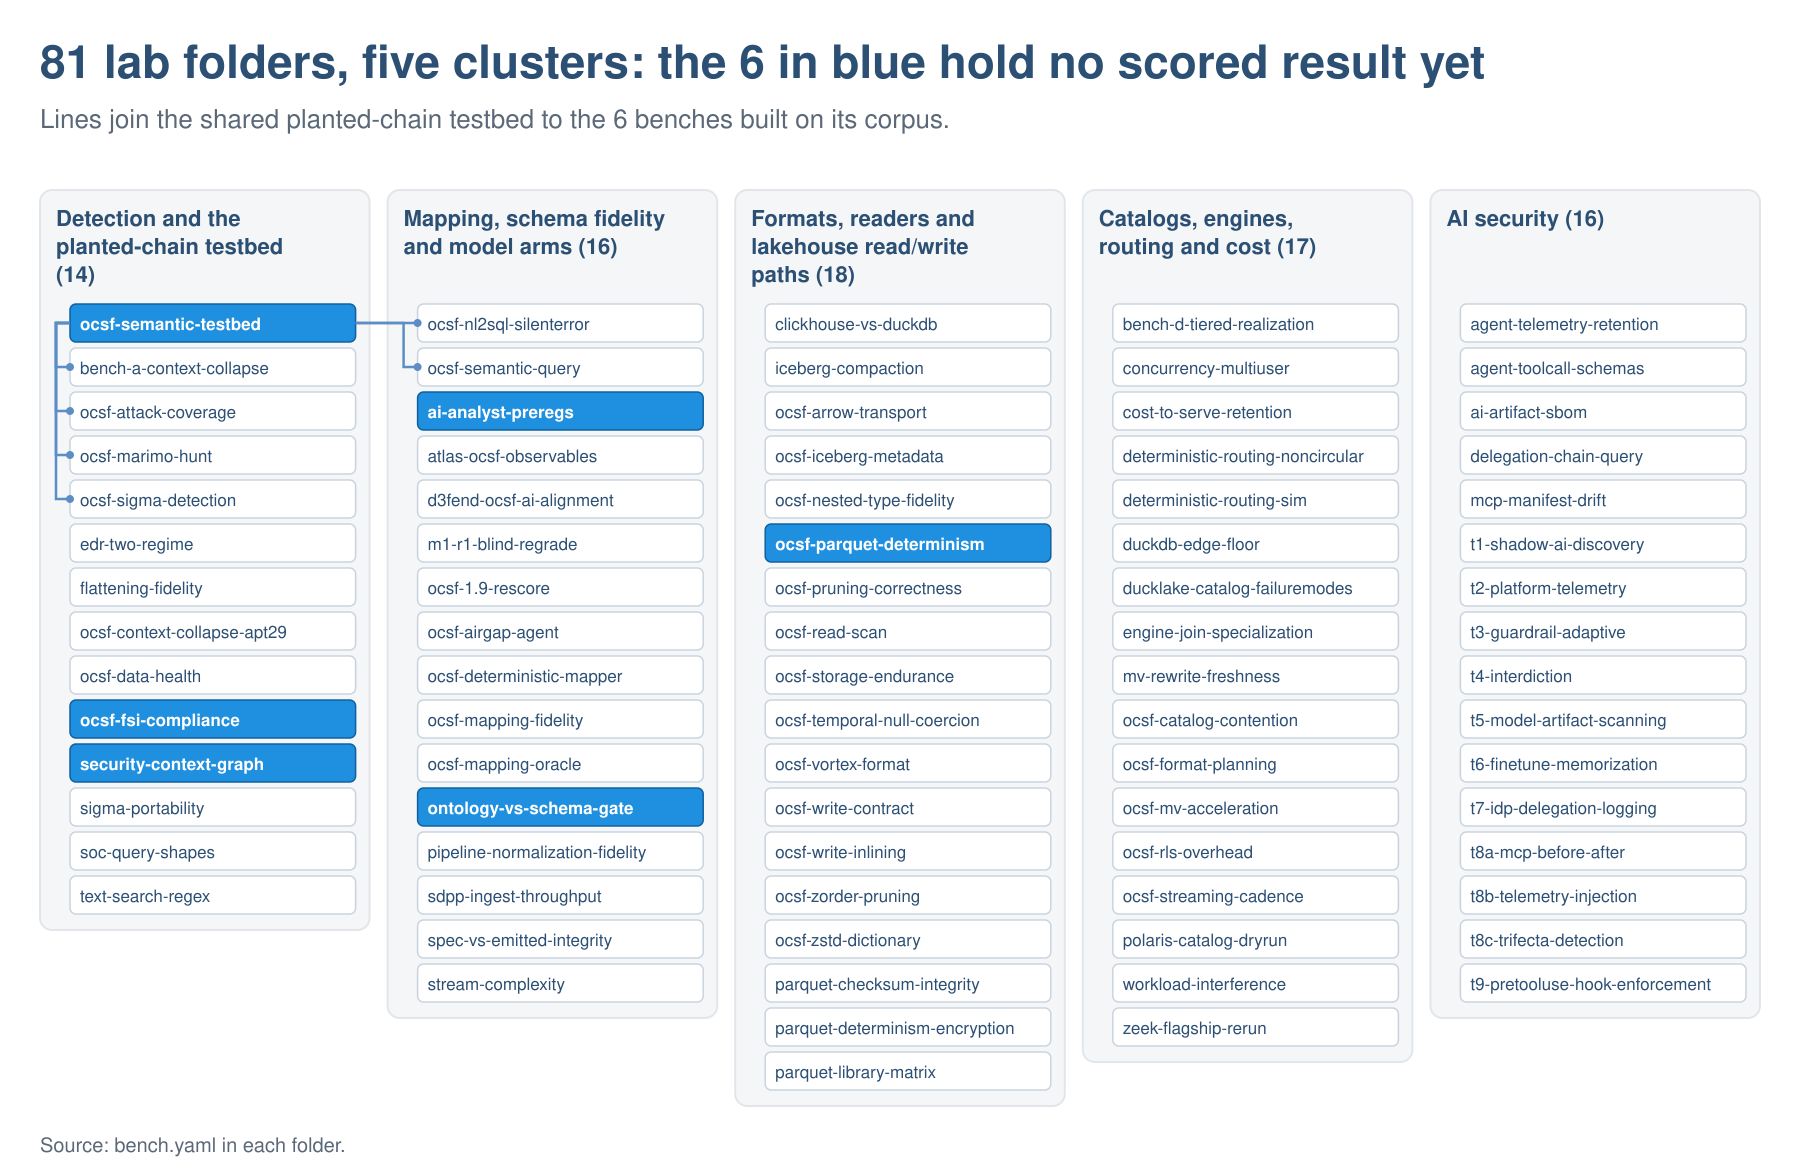 81 lab folders, five clusters: the 6 in blue hold no scored result yet
Lines join the shared planted-chain testbed to the 6 benches built on its corpus.
Detection and the
planted-chain testbed
(14)
ocsf-semantic-testbed
bench-a-context-collapse
ocsf-attack-coverage
ocsf-marimo-hunt
ocsf-sigma-detection
edr-two-regime
flattening-fidelity
ocsf-context-collapse-apt29
ocsf-data-health
ocsf-fsi-compliance
security-context-graph
sigma-portability
soc-query-shapes
text-search-regex
Mapping, schema fidelity
and model arms (16)
ocsf-nl2sql-silenterror
ocsf-semantic-query
ai-analyst-preregs
atlas-ocsf-observables
d3fend-ocsf-ai-alignment
m1-r1-blind-regrade
ocsf-1.9-rescore
ocsf-airgap-agent
ocsf-deterministic-mapper
ocsf-mapping-fidelity
ocsf-mapping-oracle
ontology-vs-schema-gate
pipeline-normalization-fidelity
sdpp-ingest-throughput
spec-vs-emitted-integrity
stream-complexity
Formats, readers and
lakehouse read/write
paths (18)
clickhouse-vs-duckdb
iceberg-compaction
ocsf-arrow-transport
ocsf-iceberg-metadata
ocsf-nested-type-fidelity
ocsf-parquet-determinism
ocsf-pruning-correctness
ocsf-read-scan
ocsf-storage-endurance
ocsf-temporal-null-coercion
ocsf-vortex-format
ocsf-write-contract
ocsf-write-inlining
ocsf-zorder-pruning
ocsf-zstd-dictionary
parquet-checksum-integrity
parquet-determinism-encryption
parquet-library-matrix
Catalogs, engines,
routing and cost (17)
bench-d-tiered-realization
concurrency-multiuser
cost-to-serve-retention
deterministic-routing-noncircular
deterministic-routing-sim
duckdb-edge-floor
ducklake-catalog-failuremodes
engine-join-specialization
mv-rewrite-freshness
ocsf-catalog-contention
ocsf-format-planning
ocsf-mv-acceleration
ocsf-rls-overhead
ocsf-streaming-cadence
polaris-catalog-dryrun
workload-interference
zeek-flagship-rerun
AI security (16)
agent-telemetry-retention
agent-toolcall-schemas
ai-artifact-sbom
delegation-chain-query
mcp-manifest-drift
t1-shadow-ai-discovery
t2-platform-telemetry
t3-guardrail-adaptive
t4-interdiction
t5-model-artifact-scanning
t6-finetune-memorization
t7-idp-delegation-logging
t8a-mcp-before-after
t8b-telemetry-injection
t8c-trifecta-detection
t9-pretooluse-hook-enforcement
Source: bench.yaml in each folder.